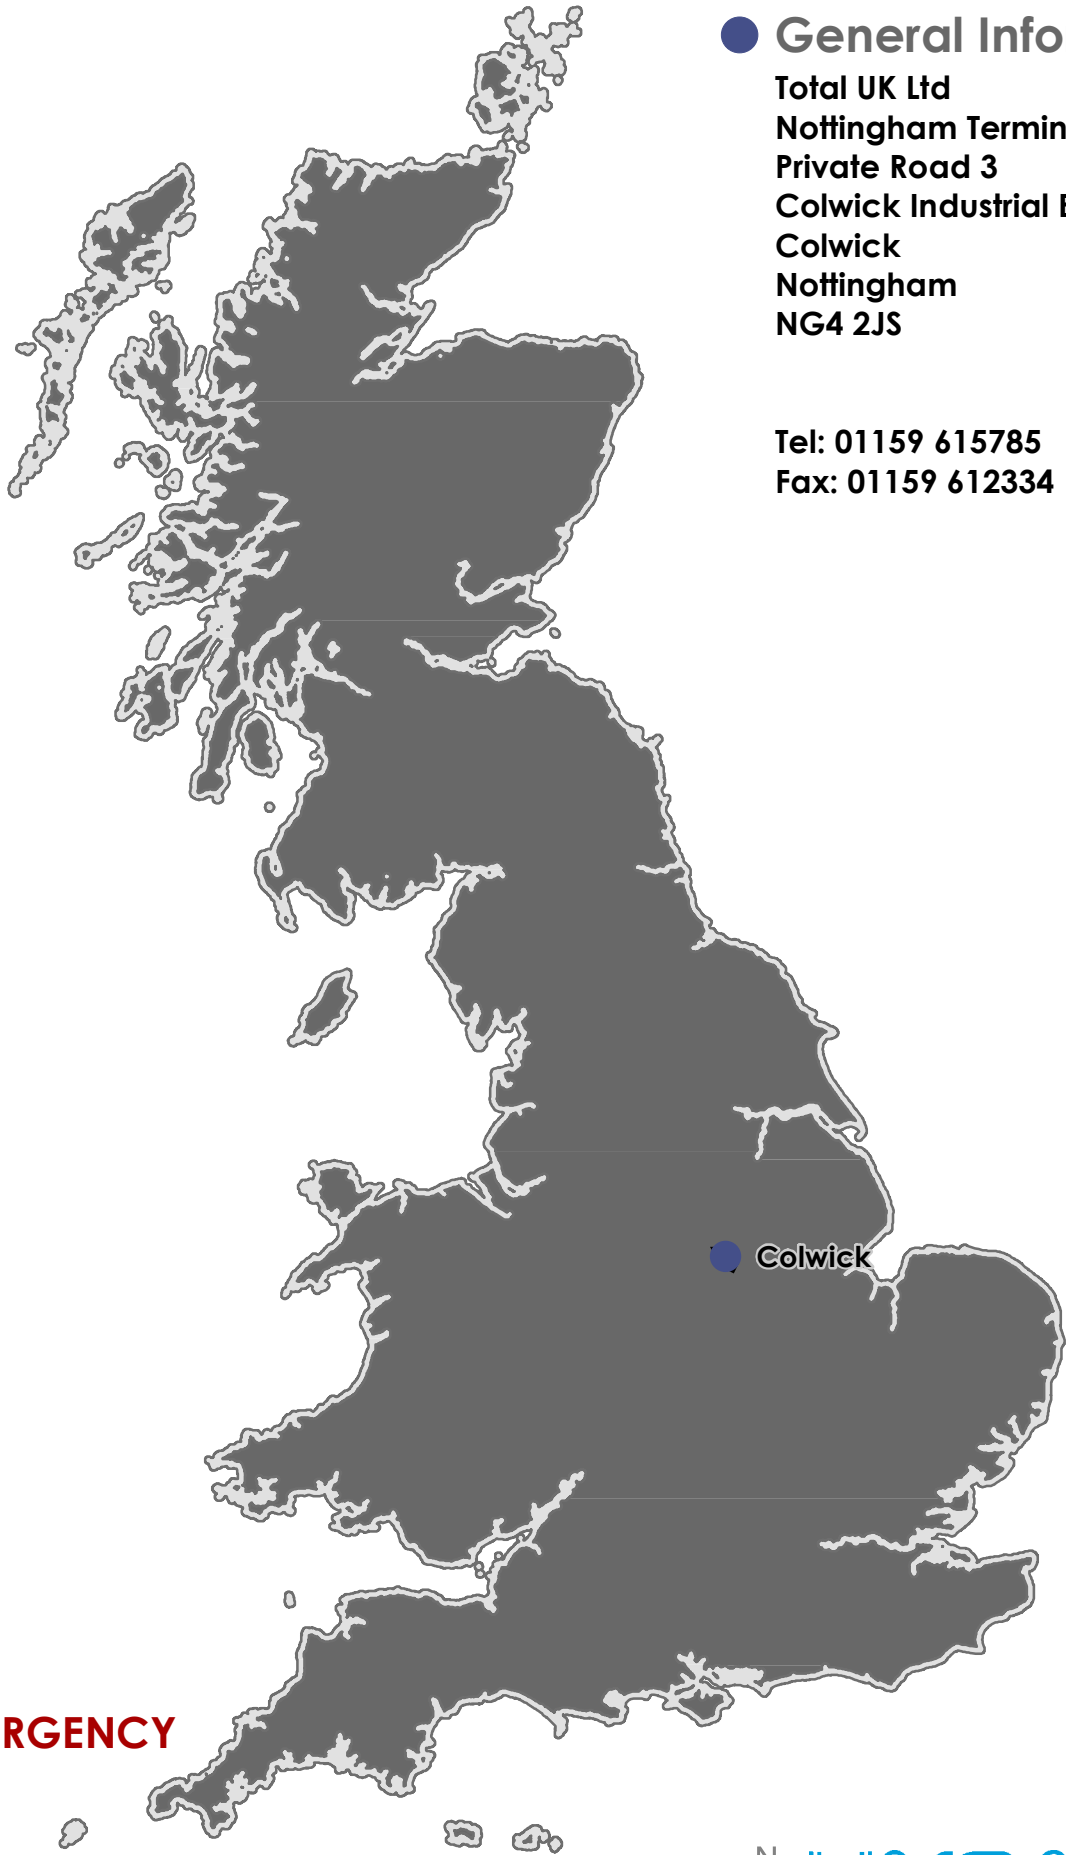 General Info
Total UK Ltd
Nottingham Termin
Private Road 3
Colwick Industrial E
Colwick
Nottingham
NG4 2JS
Tel: 01159 615785
Fax: 01159 612334
Colwick
RGENCY